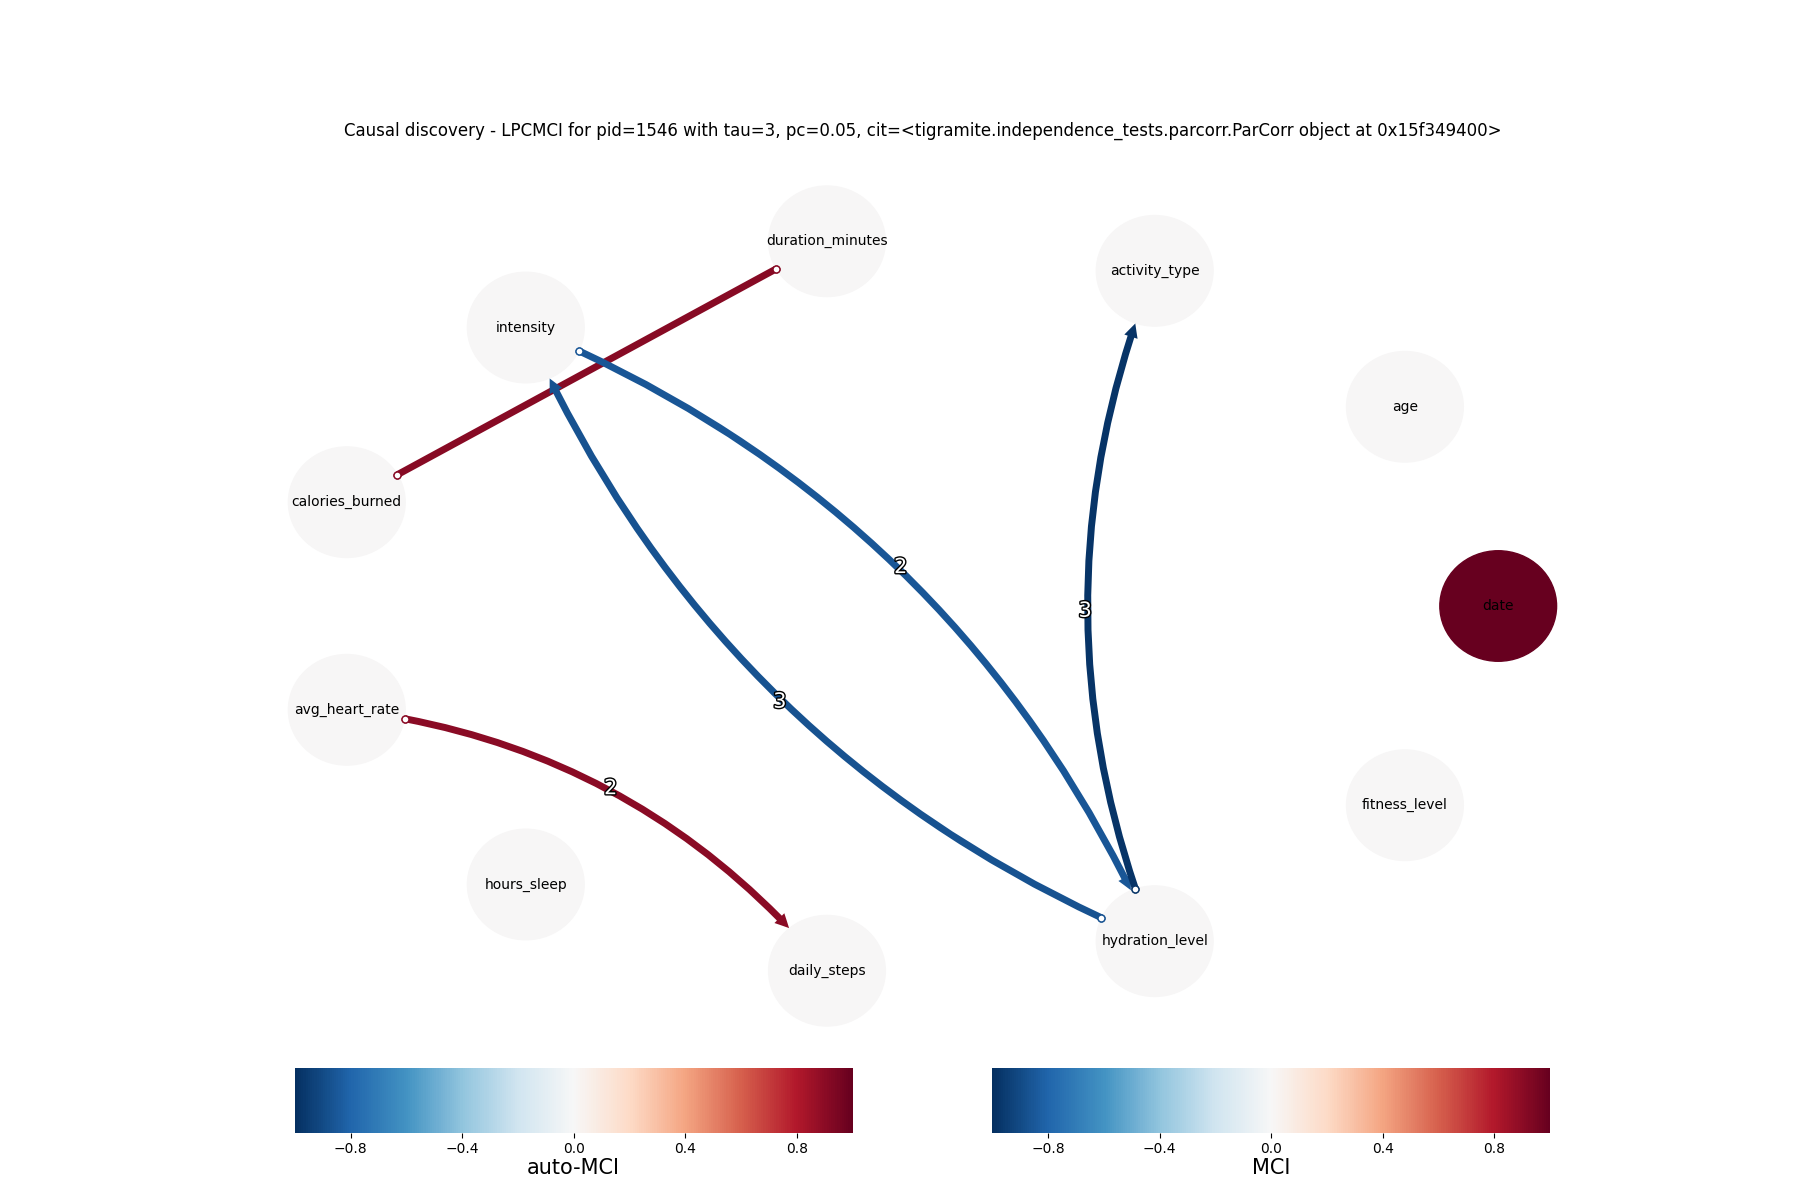 Causal discovery - LPCMCI for pid=1546 with tau=3, pc=0.05, cit=<tigramite.independence_tests.parcorr.ParCorr object at 0x15f349400>
duration_minutes
activity_type
intensity
age
calories_burned
2
date
3
3
avg_heart_rate
2
fitness_level
hours_sleep
hydration_level
daily_steps
−0.8 −0.4 0.0 0.4 0.8
auto-MCI
−0.8 −0.4 0.0 0.4 0.8
MCI